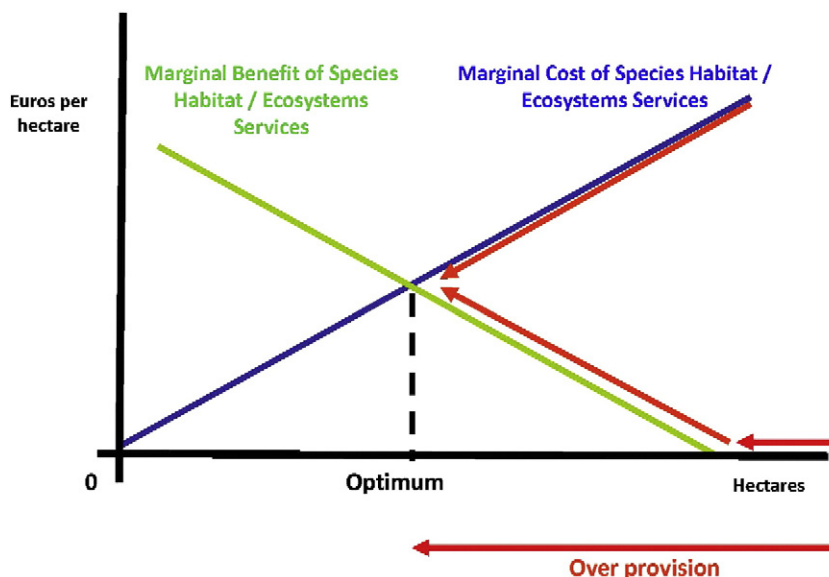 Marginal Benefit of Species
Habitat / Ecosystems
Services
Marginal Cost of Species Habitat /
Ecosystems Services
Euros per
hectare
0
Optimum
Hectares
Over provision